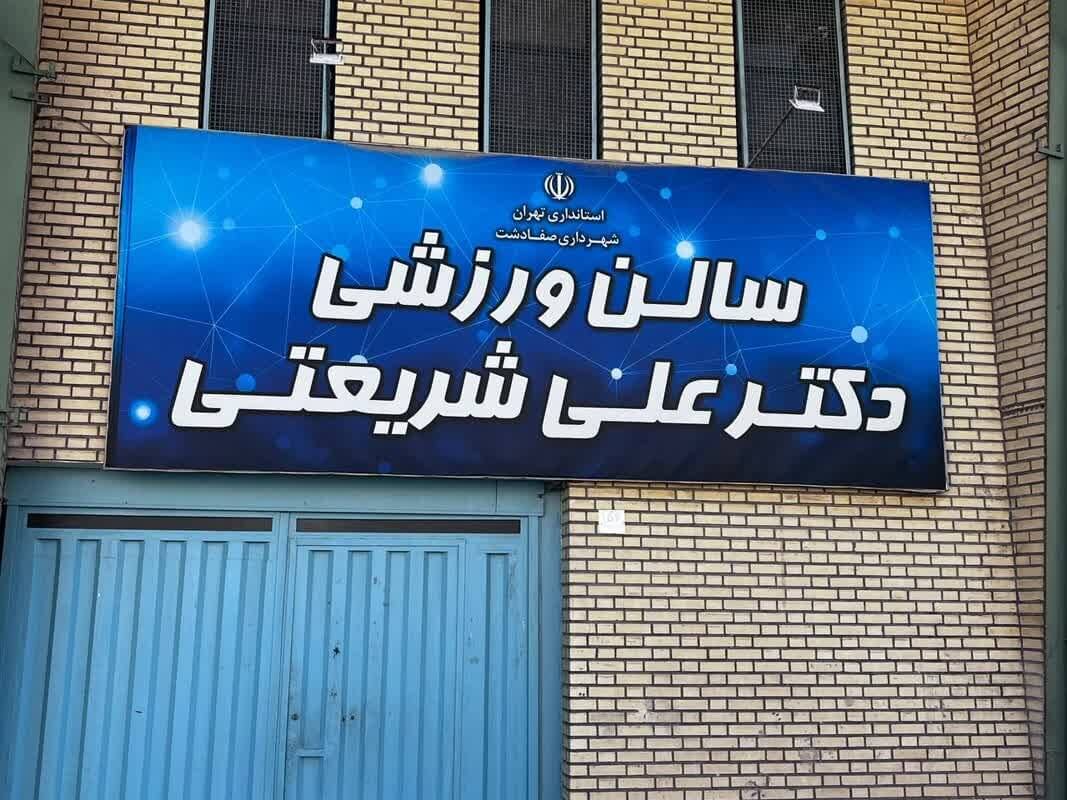 استانداری تهران
شهرداری صفادشت
سالن ورزشی
دکتر علی شریعتی